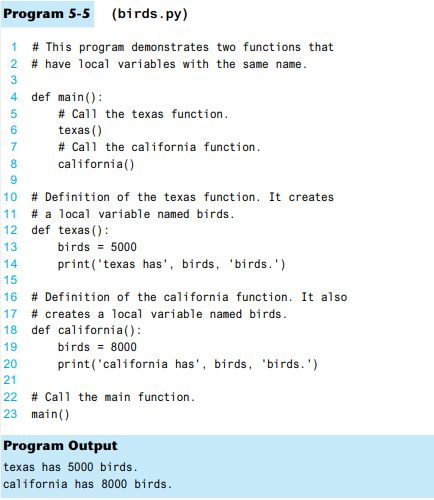 Program 5-5 (birds.py)
1 # This program demonstrates two functions that
2 # have local variables with the same name.
3
4 def main():
5     # Call the texas function.
6     texas()
7     # Call the california function.
8     california()
9
10 # Definition of the texas function. It creates
11 # a local variable named birds.
12 def texas():
13     birds = 5000
14     print('texas has', birds, 'birds.')
15
16 # Definition of the california function. It also
17 # creates a local variable named birds.
18 def california():
19     birds = 8000
20     print('california has', birds, 'birds.')
21
22 # Call the main function.
23 main()
Program Output
texas has 5000 birds.
california has 8000 birds.